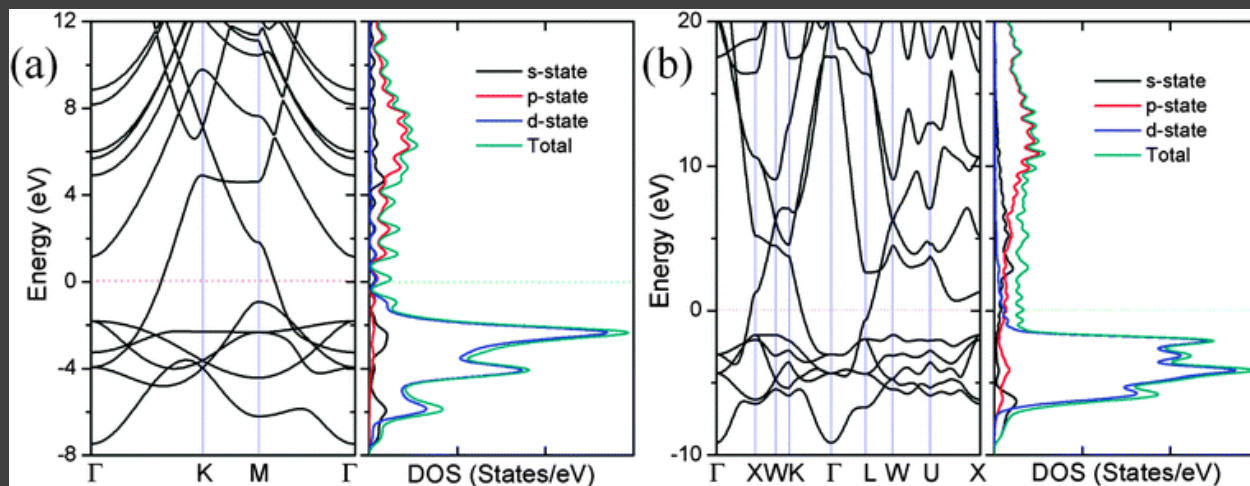 (a)
Energy (eV)
12
8
4
0
-4
-8
Γ K M Γ
s-state
p-state
d-state
Total
DOS (States/eV)
(b)
Energy (eV)
20
10
0
-10
Γ X W K Γ L W U X
s-state
p-state
d-state
Total
DOS (States/eV)